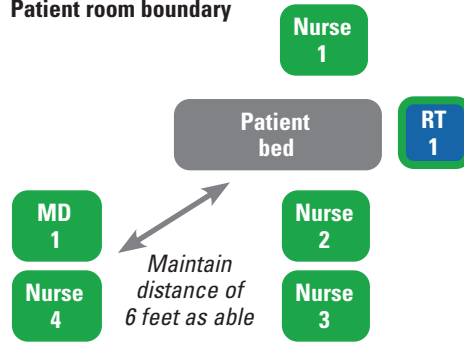 Patient room boundary
Nurse
1
Patient
bed
RT
1
MD
1
Nurse
2
Maintain
distance of
6 feet as able
Nurse
4
Nurse
3